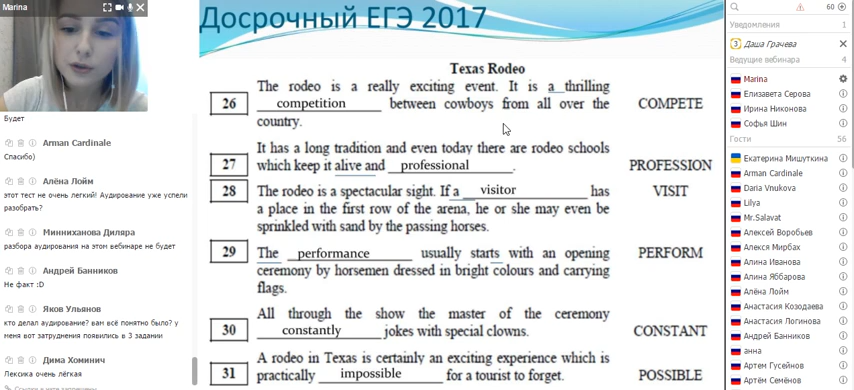 Marina
Будет
Arman Cardinale
Спасибо)
Алёна Лойм
этот тест не очень легкий! Аудирование уже успели
разобрать?
Минниханова Диляра
разбора аудирования на этом вебинаре не будет
Андрей Банников
Не факт :D
Яков Ульянов
кто делал аудирование? вам всё понятно было? у
меня вот затруднения появились в 3 задании
Дима Хоминич
Лексика очень лёгкая
Досрочный ЕГЭ 2017
Texas Rodeo
The rodeo is a really exciting event. It is a thrilling
26 competition between cowboys from all over the COMPETE
country.
It has a long tradition and even today there are rodeo schools
27 which keep it alive and professional. PROFESSION
28 The rodeo is a spectacular sight. If a visitor has VISIT
a place in the first row of the arena, he or she may even be
sprinkled with sand by the passing horses.
29 The performance usually starts with an opening PERFORM
ceremony by horsemen dressed in bright colours and carrying
flags.
All through the show the master of the ceremony
30 constantly jokes with special clowns. CONSTANT
A rodeo in Texas is certainly an exciting experience which is
31 practically impossible for a tourist to forget. POSSIBLE
60
Уведомления 1
3 Даша Грачева
Ведущие вебинара 4
Marina
Елизавета Серова
Ирина Никонова
Софья Шин
Гости 56
Екатерина Мишуткина
Arman Cardinale
Daria Vnukova
Lilya
Mr.Salavat
Алексей Воробьев
Алекся Мирбах
Алина Иванова
Алина Яббарова
Алёна Лойм
Анастасия Козодаева
Анастасия Логинова
Андрей Банников
анна
Артем Гусейнов
Артём Семёнов